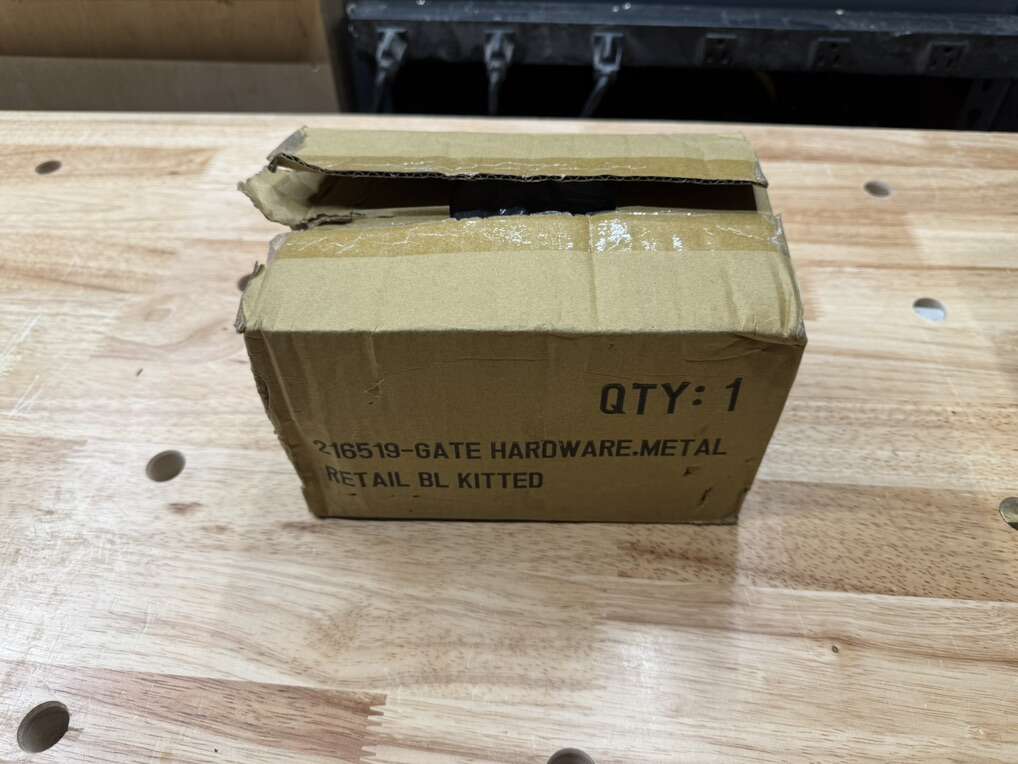 QTY: 1
216519-GATE HARDWARE.METAL
RETAIL BL KITTED